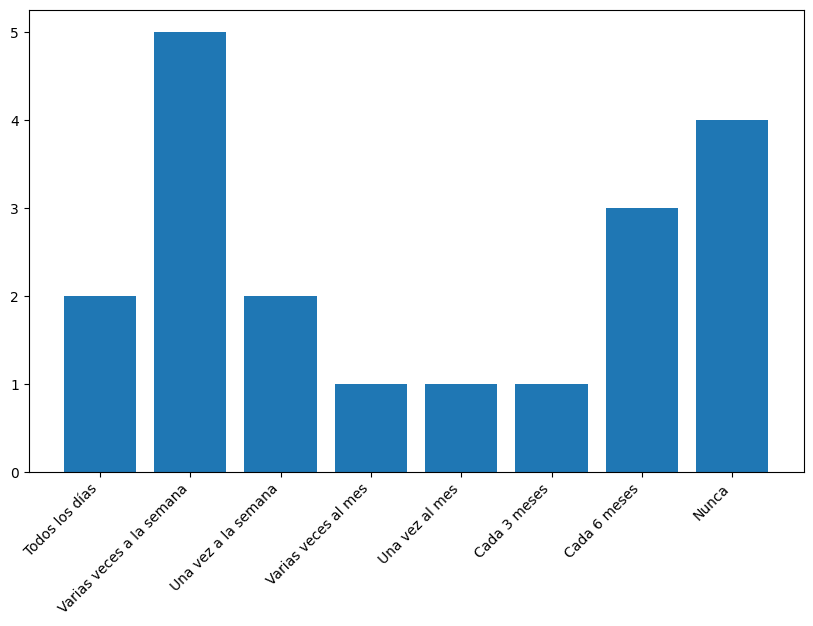 5
4
3
2
1
0
Todos los días
Varias veces a la semana
Una vez a la semana
Varias veces al mes
Una vez al mes
Cada 3 meses
Cada 6 meses
Nunca